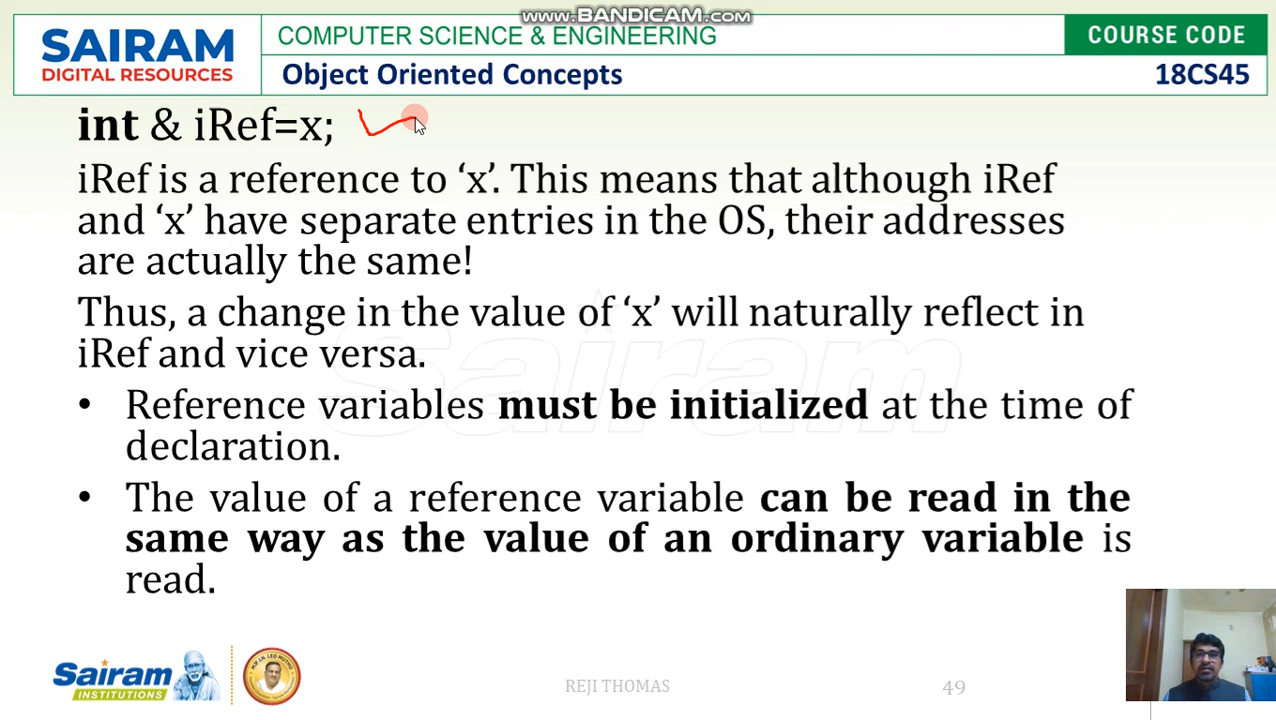 www.BANDICAM.com
SAIRAM
DIGITAL RESOURCES
COMPUTER SCIENCE & ENGINEERING
COURSE CODE
Object Oriented Concepts
18CS45
int & iRef=x;
iRef is a reference to ‘x’. This means that although iRef
and ‘x’ have separate entries in the OS, their addresses
are actually the same!
Thus, a change in the value of ‘x’ will naturally reflect in
iRef and vice versa.
• Reference variables must be initialized at the time of
declaration.
• The value of a reference variable can be read in the
same way as the value of an ordinary variable is
read.
Sairam
Sairam
INSTITUTIONS
REJI THOMAS
49